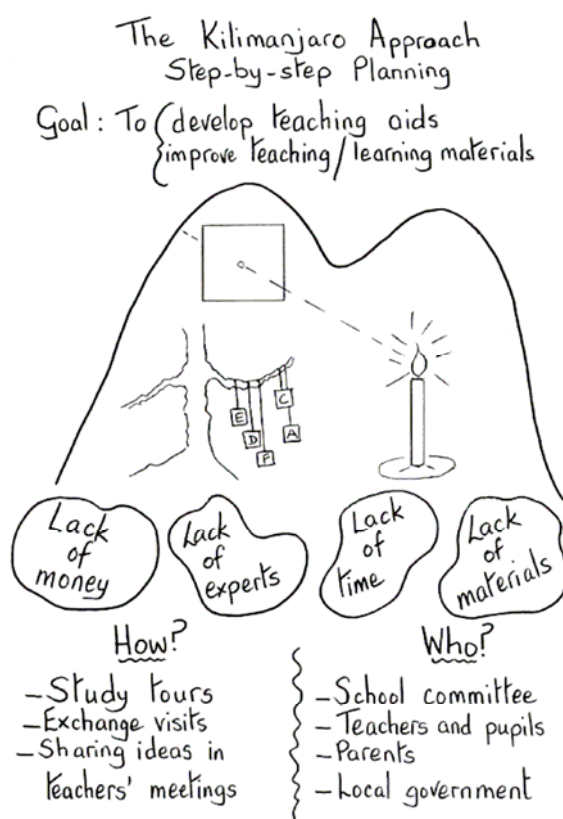 The Kilimanjaro Approach
Step-by-step Planning
Goal: To { develop teaching aids
improve teaching/learning materials
E
D
F
C
A
Lack
of
money
Lack
of
experts
Lack
of
time
Lack
of
materials
How?
– Study tours
– Exchange visits
– Sharing ideas in
teachers' meetings
Who?
– School committee
– Teachers and pupils
– Parents
– Local government